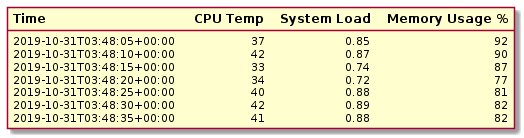 Time CPU Temp System Load Memory Usage %
2019-10-31T03:48:05+00:00 37 0.85 92
2019-10-31T03:48:10+00:00 42 0.87 90
2019-10-31T03:48:15+00:00 33 0.74 87
2019-10-31T03:48:20+00:00 34 0.72 77
2019-10-31T03:48:25+00:00 40 0.88 81
2019-10-31T03:48:30+00:00 42 0.89 82
2019-10-31T03:48:35+00:00 41 0.88 82